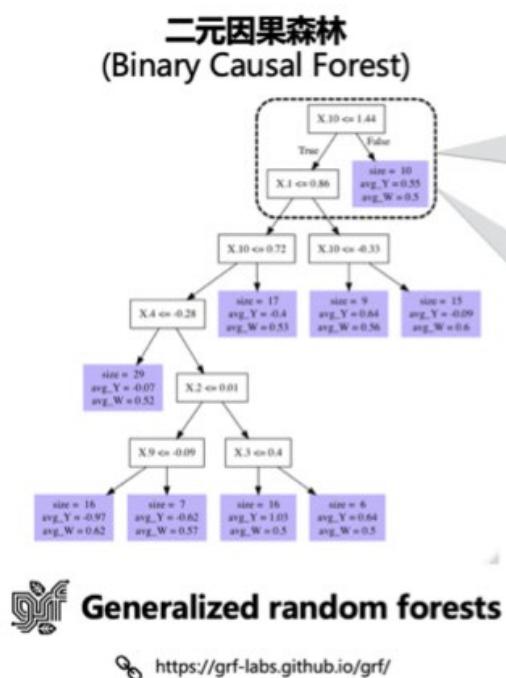 二元因果森林
(Binary Causal Forest)
X.10 <= 1.44
True
False
X.1 <= 0.86
size = 10
avg_Y = 0.55
avg_W = 0.5
X.10 <= 0.72
X.10 <= -0.33
X.4 <= -0.28
size = 17
avg_Y = -0.4
avg_W = 0.53
size = 9
avg_Y = 0.64
avg_W = 0.56
size = 15
avg_Y = -0.09
avg_W = 0.6
size = 29
avg_Y = -0.07
avg_W = 0.52
X.2 <= 0.01
X.9 <= -0.09
X.3 <= 0.4
size = 16
avg_Y = -0.97
avg_W = 0.62
size = 7
avg_Y = -0.62
avg_W = 0.57
size = 16
avg_Y = 1.03
avg_W = 0.5
size = 6
avg_Y = 0.64
avg_W = 0.5
grf
Generalized random forests
https://grf-labs.github.io/grf/